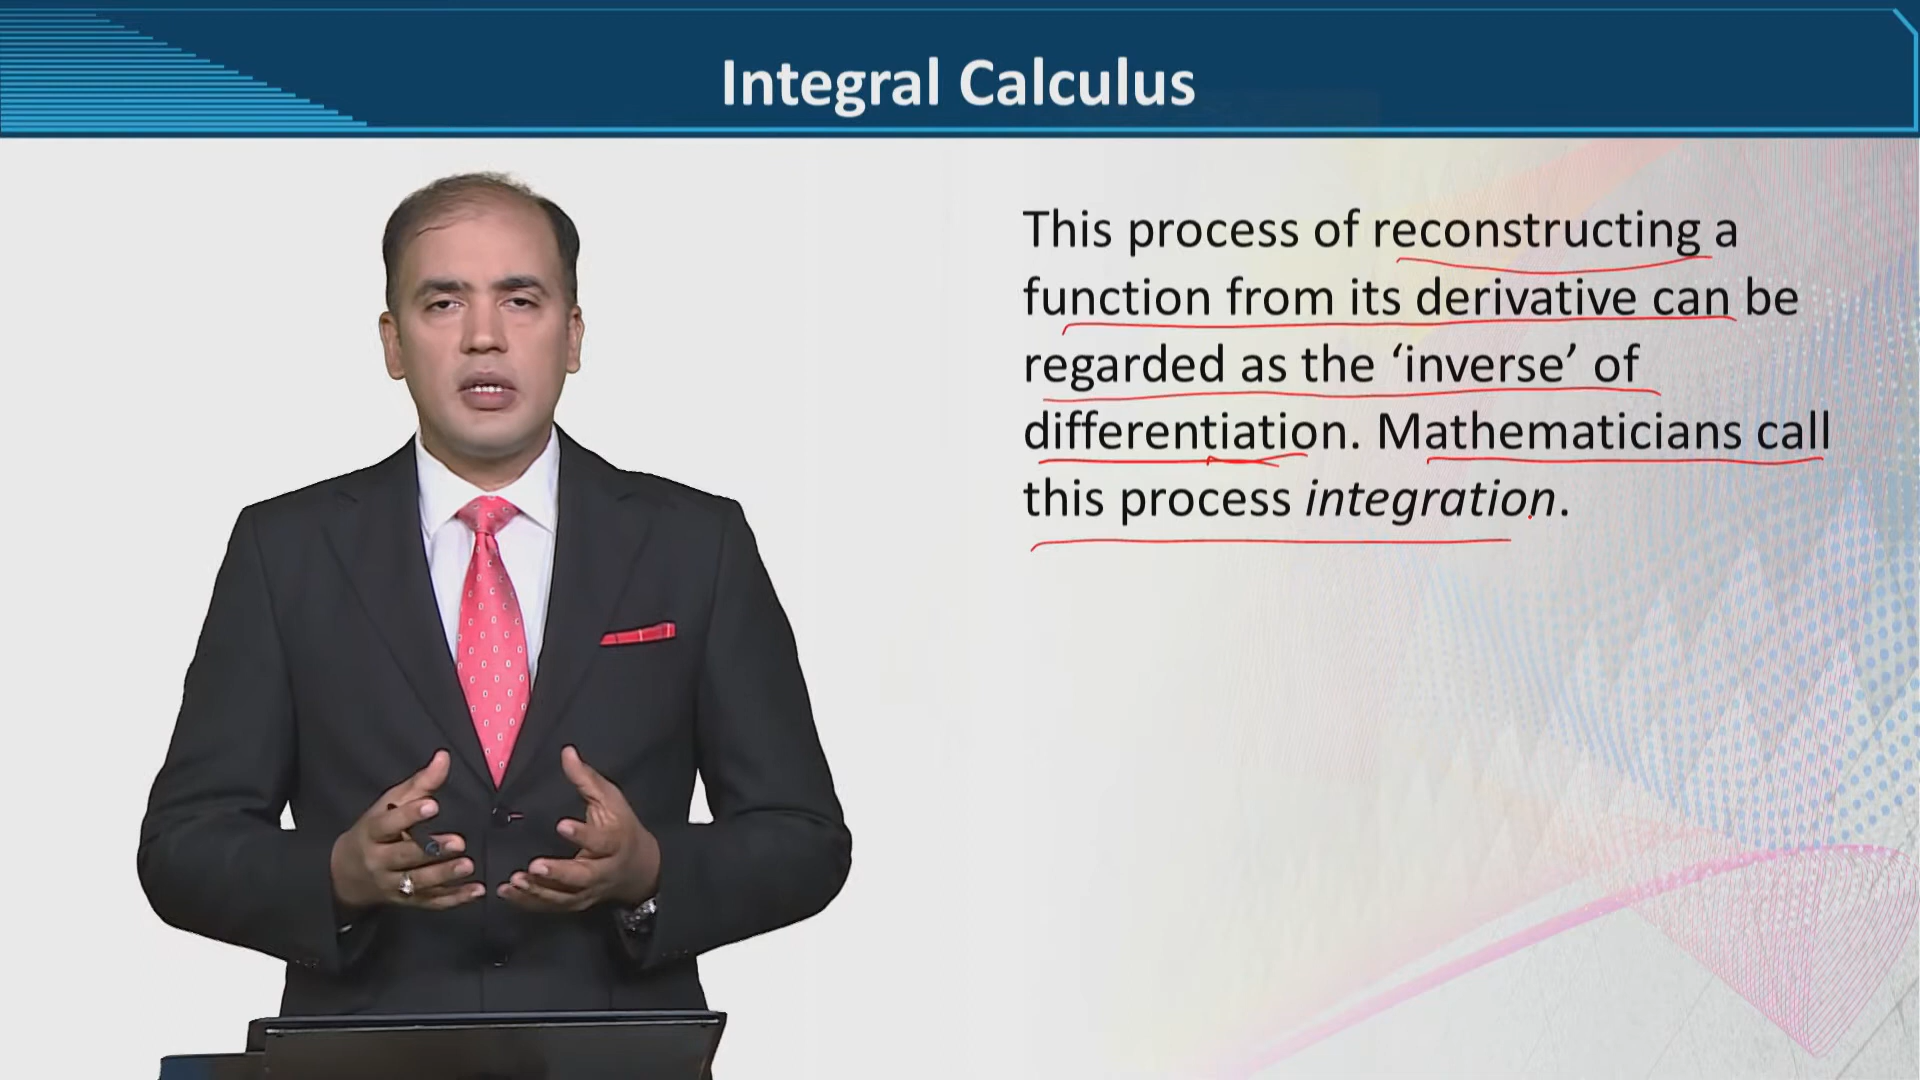 Integral Calculus
This process of reconstructing a
function from its derivative can be
regarded as the ‘inverse’ of
differentiation. Mathematicians call
this process integration.